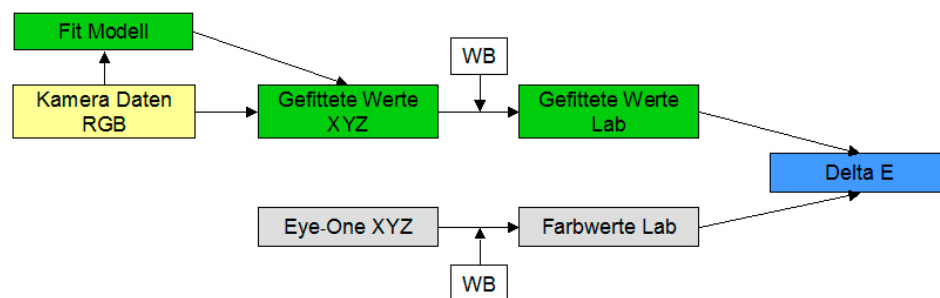 Fit Modell
WB
Kamera Daten
RGB
Gefittete Werte
XYZ
Gefittete Werte
Lab
Delta E
Eye-One XYZ
Farbwerte Lab
WB